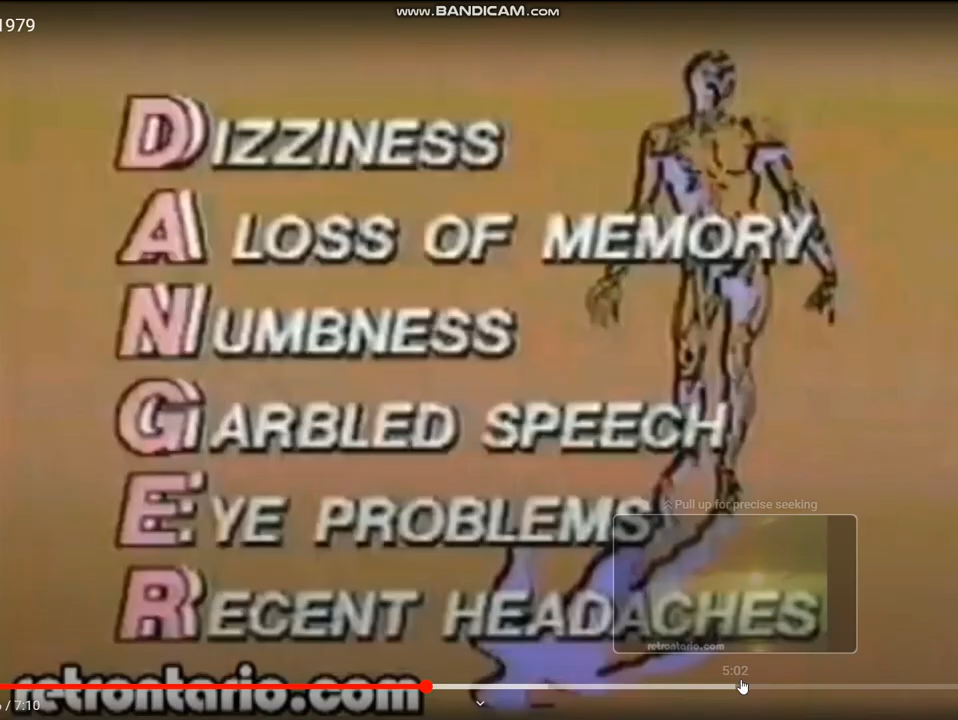 www.BANDICAM.com
1979
DIZZINESS
A LOSS OF MEMORY
NUMBNESS
GARBLED SPEECH
EYE PROBLEMS
Pull up for precise seeking
RECENT HEADACHES
retrontario.com
5:02
retrontario.com
/ 7:10